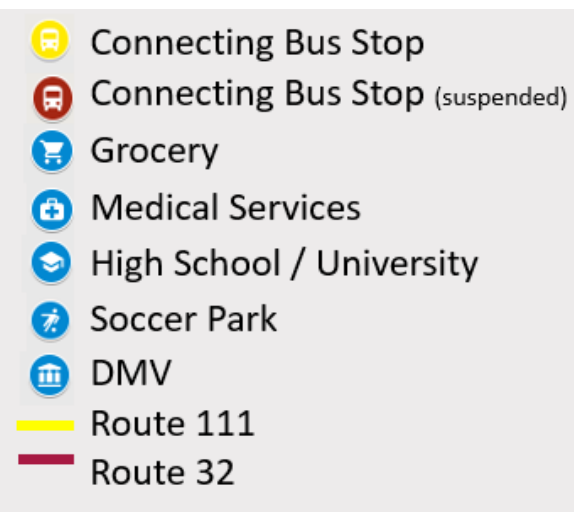 Connecting Bus Stop
Connecting Bus Stop (suspended)
Grocery
Medical Services
High School / University
Soccer Park
DMV
Route 111
Route 32